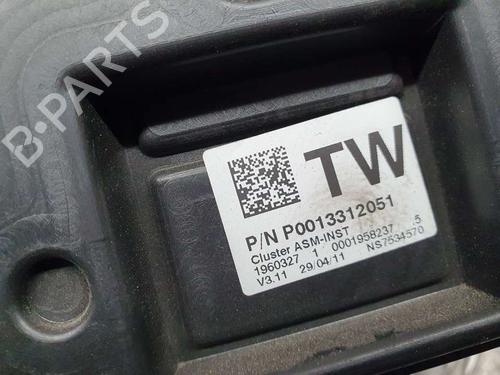 B-PARTS
TW
P/N P0013312051
Cluster ASM-INST .5
1960327 1 0001958237
V3.11 29/04/11 NS7534570